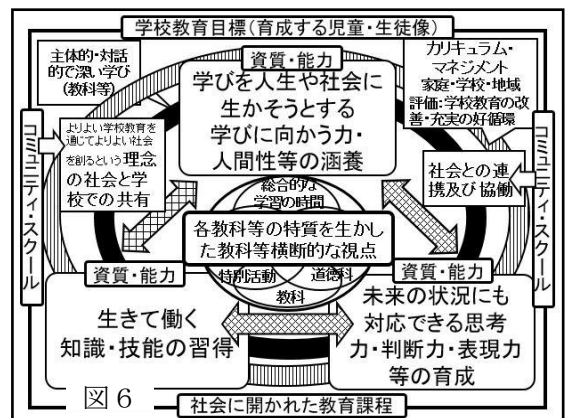 学校教育目標(育成する児童・生徒像)
主体的・対話
的で深い学び
(教科等)
資質・能力
学びを人生や社会に
生かそうとする
学びに向かう力・
人間性等の涵養
カリキュラム・
マネジメント
家庭・学校・地域
評価:学校教育の改
善・充実の好循環
コミュニティ・スクール
よりよい学校教育を
通じてよりよい社会
を創るという理念
の社会と学
校での共有
社会との連
携及び協働
コミュニティ・スクール
総合的な
学習の時間
各教科等の特質を生かし
た教科等横断的な視点
特別活動
道徳科
教科
資質・能力
生きて働く
知識・技能の習得
資質・能力
未来の状況にも
対応できる思考
力・判断力・表現力
等の育成
図6
社会に開かれた教育課程